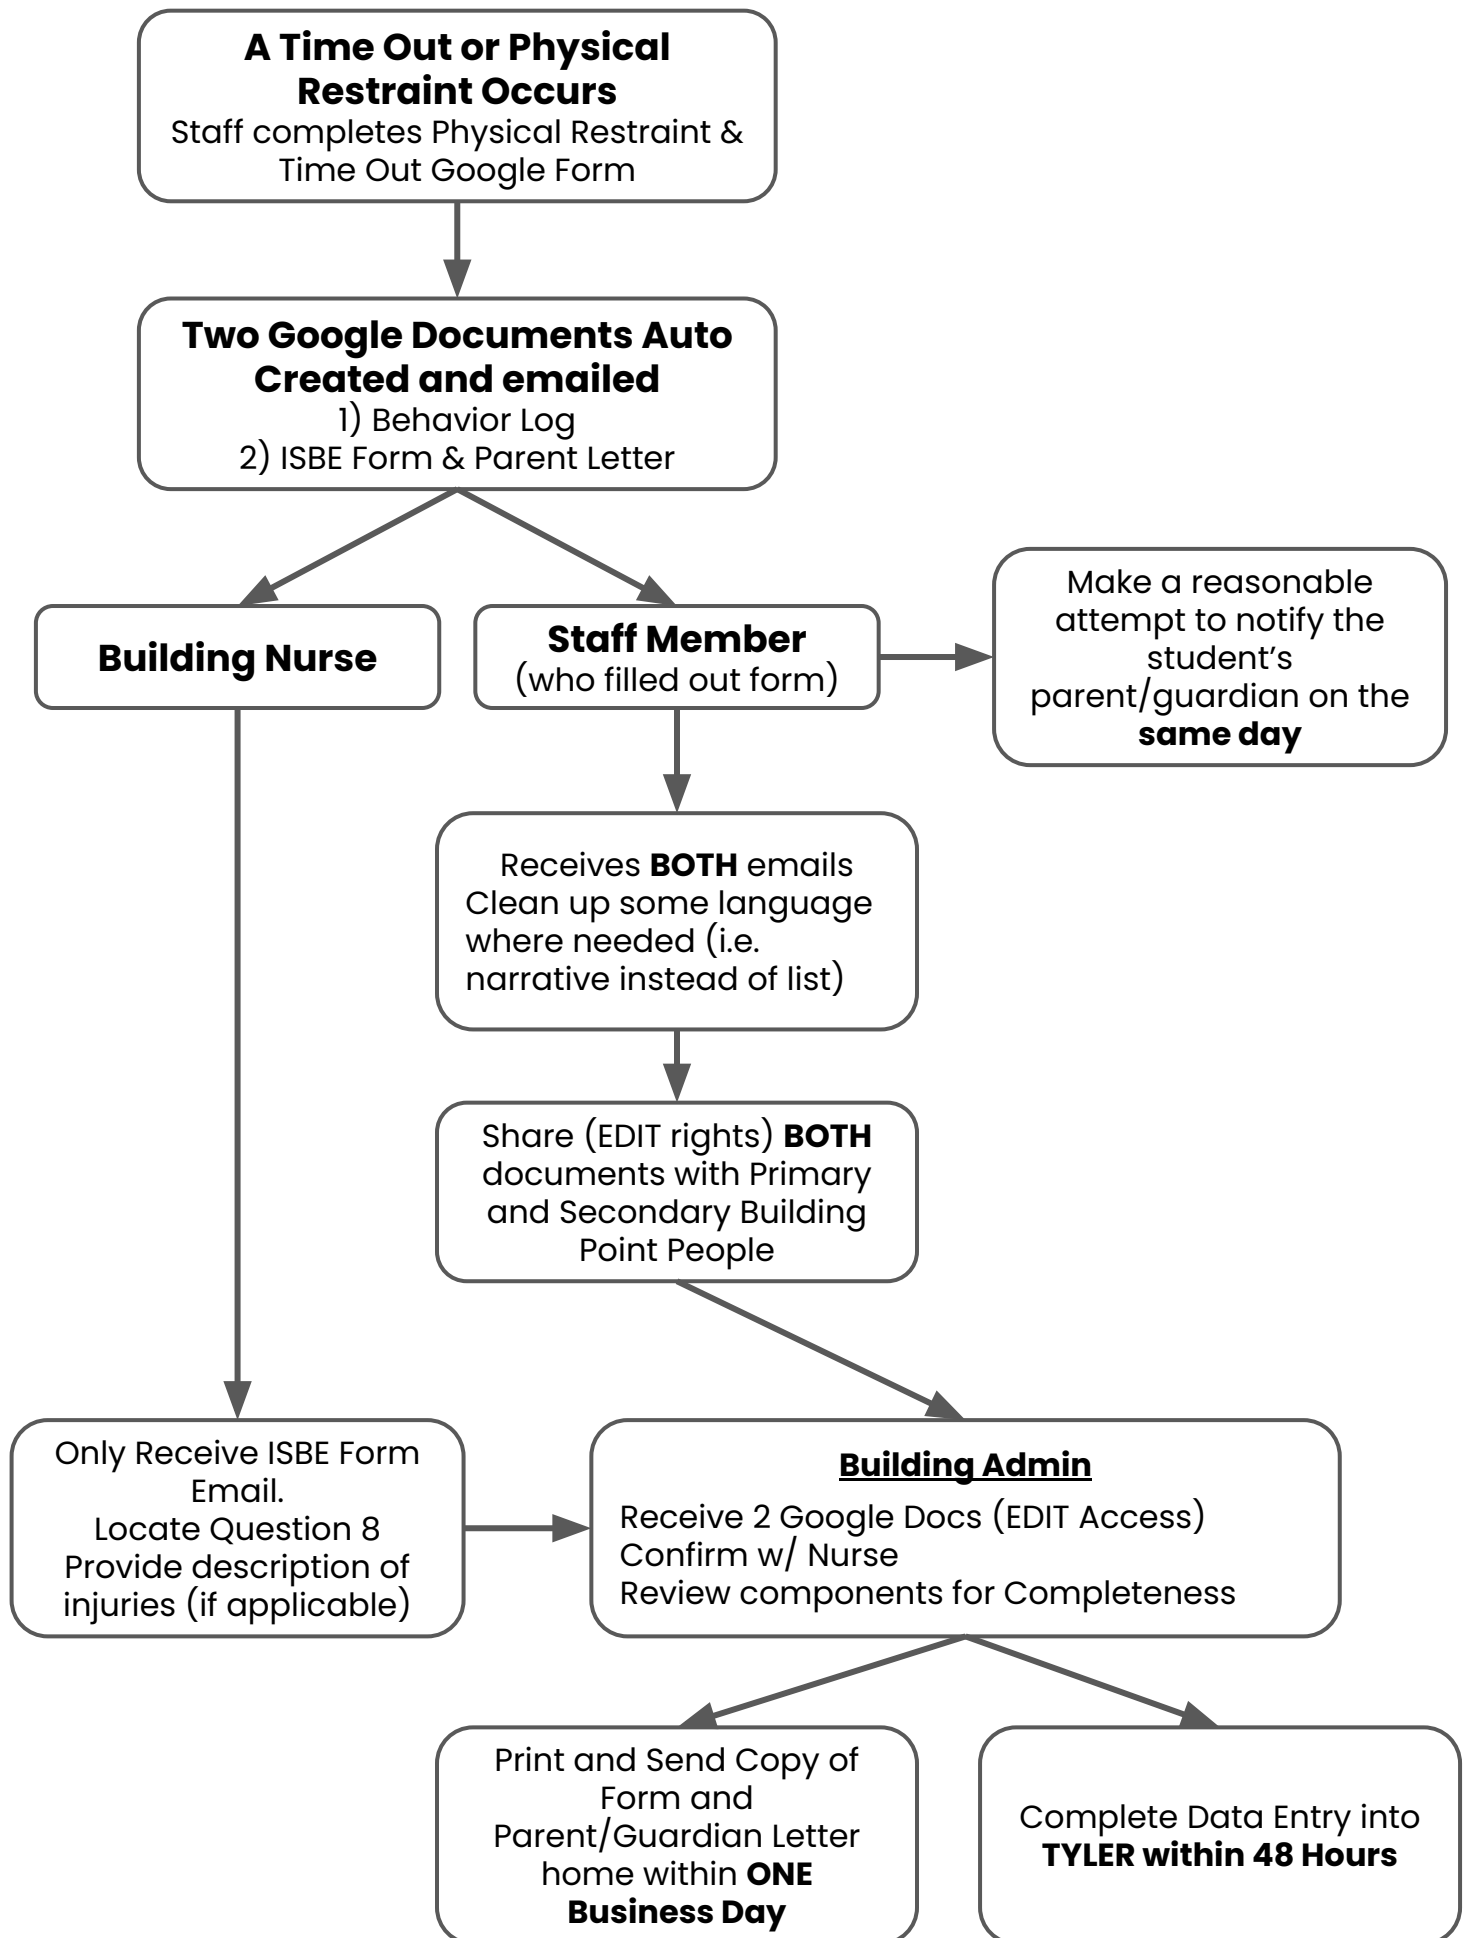 A Time Out or Physical
Restraint Occurs
Staff completes Physical Restraint &
Time Out Google Form
Two Google Documents Auto
Created and emailed
1) Behavior Log
2) ISBE Form & Parent Letter
Building Nurse
Staff Member
(who filled out form)
Make a reasonable
attempt to notify the
student’s
parent/guardian on the
same day
Receives BOTH emails
Clean up some language
where needed (i.e.
narrative instead of list)
Share (EDIT rights) BOTH
documents with Primary
and Secondary Building
Point People
Only Receive ISBE Form
Email.
Locate Question 8
Provide description of
injuries (if applicable)
Building Admin
Receive 2 Google Docs (EDIT Access)
Confirm w/ Nurse
Review components for Completeness
Print and Send Copy of
Form and
Parent/Guardian Letter
home within ONE
Business Day
Complete Data Entry into
TYLER within 48 Hours